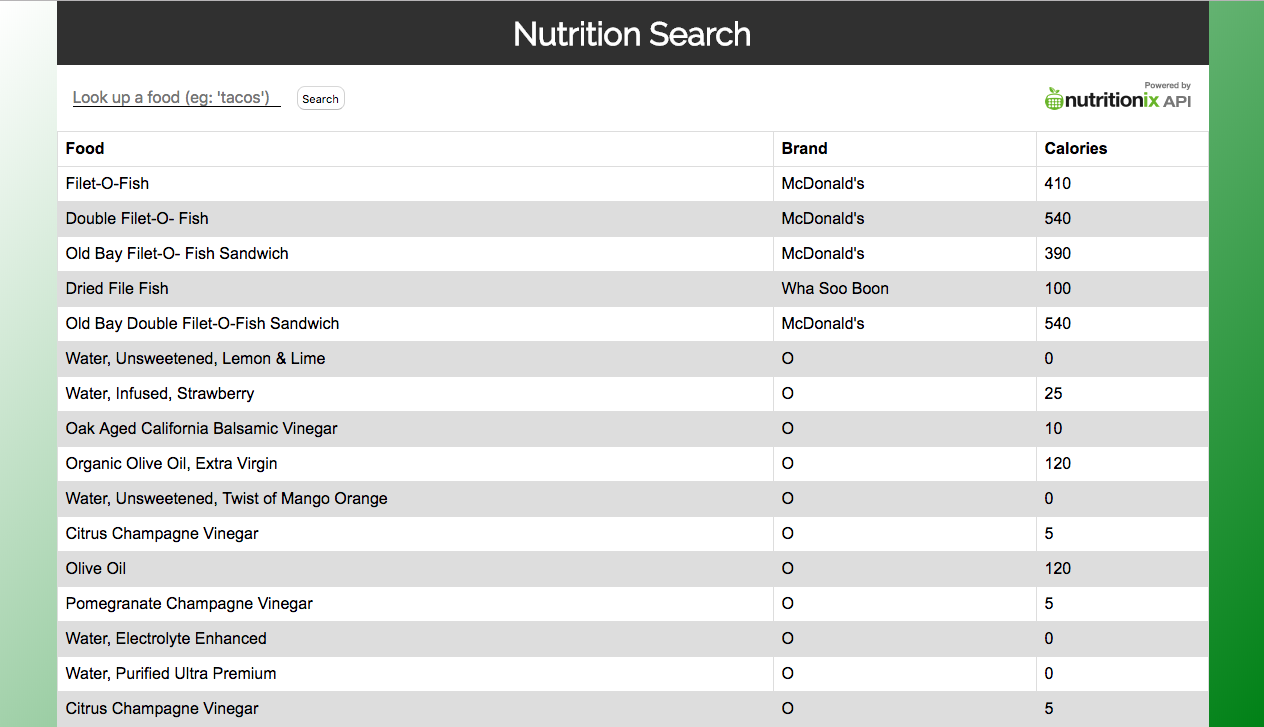 Nutrition Search
Look up a food (eg: 'tacos') Search
Powered by
nutritionix API
Food Brand Calories
Filet-O-Fish McDonald's 410
Double Filet-O- Fish McDonald's 540
Old Bay Filet-O- Fish Sandwich McDonald's 390
Dried File Fish Wha Soo Boon 100
Old Bay Double Filet-O-Fish Sandwich McDonald's 540
Water, Unsweetened, Lemon & Lime O 0
Water, Infused, Strawberry O 25
Oak Aged California Balsamic Vinegar O 10
Organic Olive Oil, Extra Virgin O 120
Water, Unsweetened, Twist of Mango Orange O 0
Citrus Champagne Vinegar O 5
Olive Oil O 120
Pomegranate Champagne Vinegar O 5
Water, Electrolyte Enhanced O 0
Water, Purified Ultra Premium O 0
Citrus Champagne Vinegar O 5